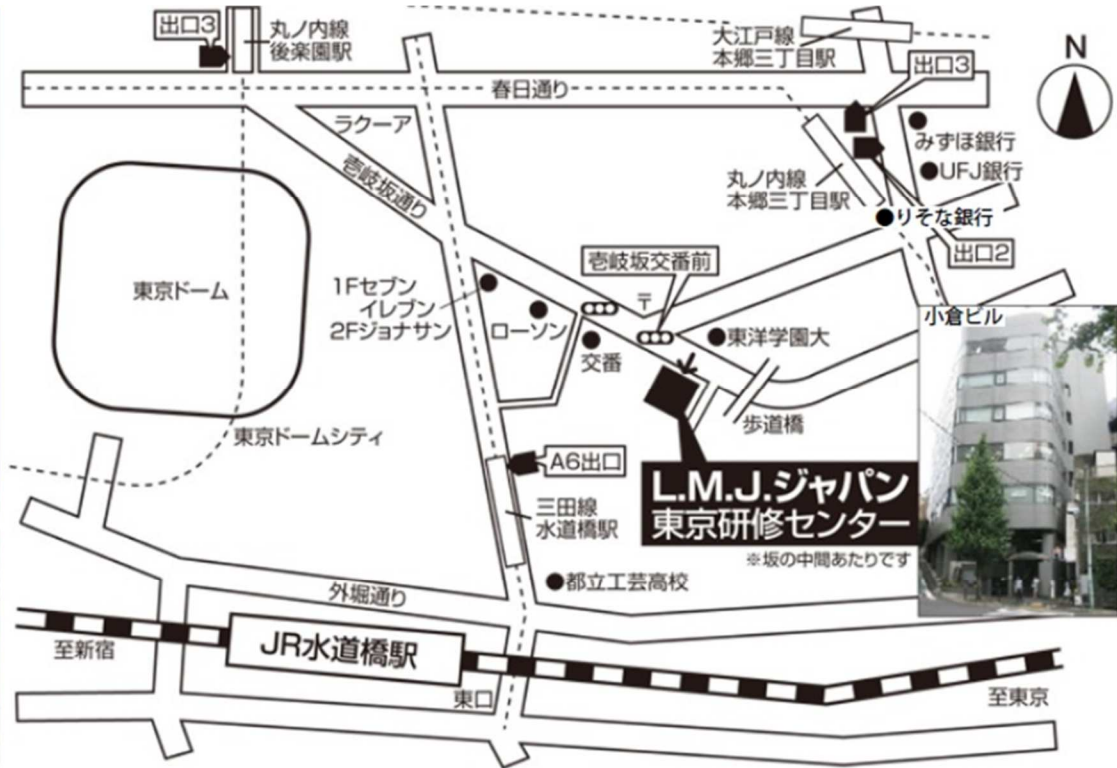 出口3
丸ノ内線
後楽園駅
大江戸線
本郷三丁目駅
N
出口3
春日通り
ラクーア
みずほ銀行
UFJ銀行
壱岐坂通り
丸ノ内線
本郷三丁目駅
りそな銀行
出口2
壱岐坂交番前
〒
東京ドーム
1Fセブン
イレブン
2Fジョナサン
ローソン
交番
東洋学園大
小倉ビル
歩道橋
東京ドームシティ
A6出口
L.M.J.ジャパン
東京研修センター
※坂の中間あたりです
三田線
水道橋駅
都立工芸高校
外堀通り
JR水道橋駅
至新宿
東口
至東京